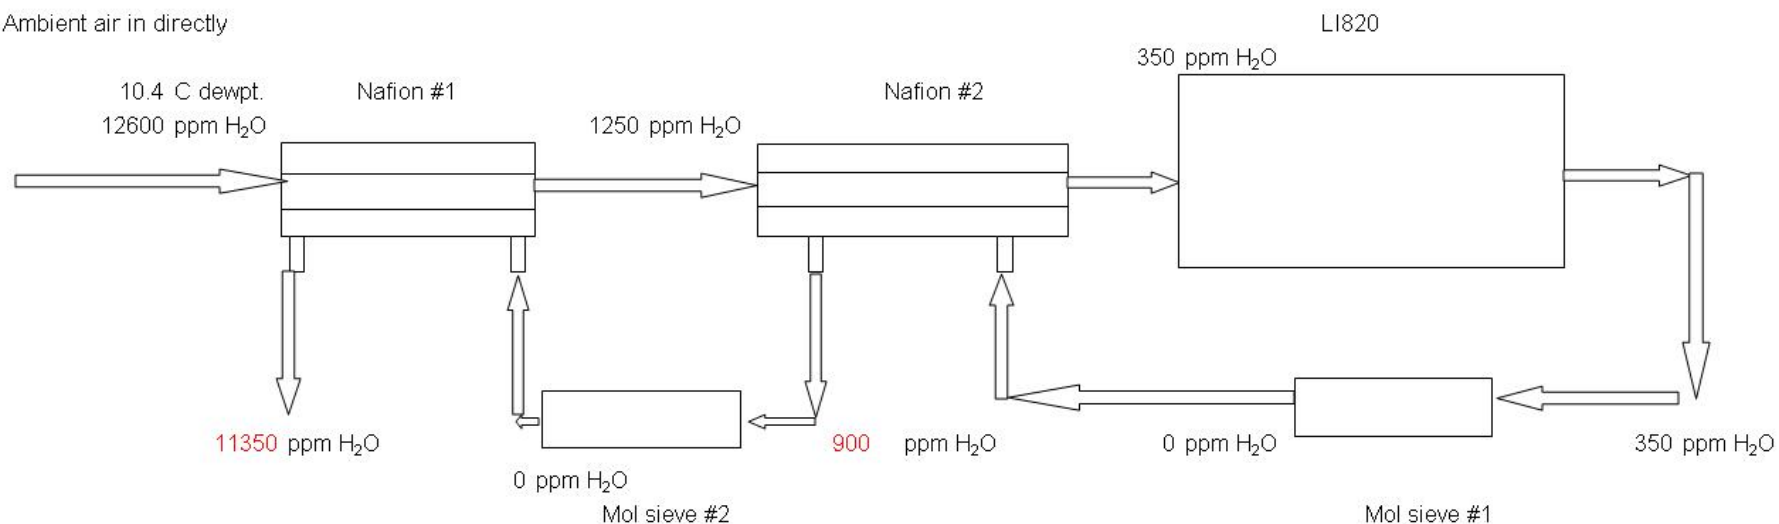 Ambient air in directly
LI820
350 ppm H₂O
10.4 C dewpt.
Nafion #1
Nafion #2
12600 ppm H₂O
1250 ppm H₂O
11350 ppm H₂O
900 ppm H₂O
0 ppm H₂O
350 ppm H₂O
0 ppm H₂O
Mol sieve #2
Mol sieve #1